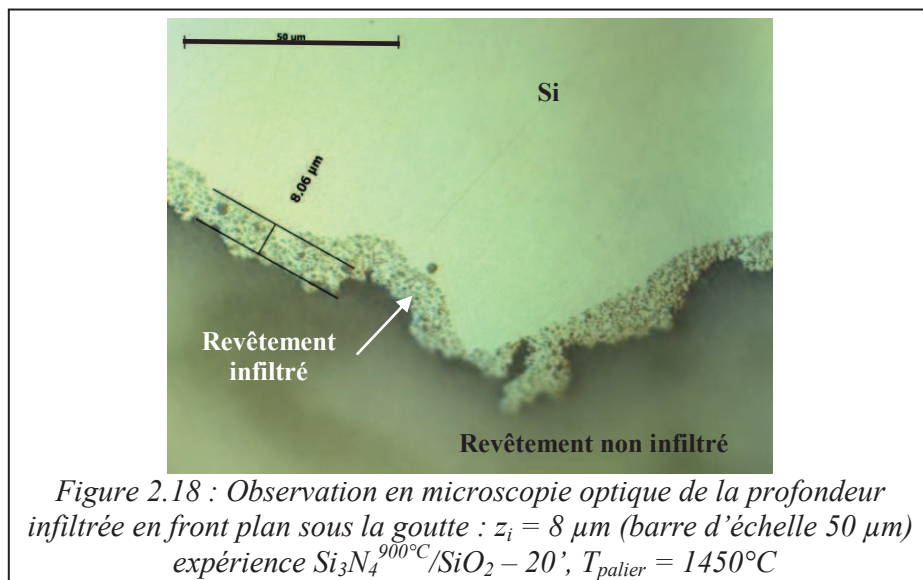 50 µm
Si
8.06 µm
Revêtement
infiltré
Revêtement non infiltré
Figure 2.18 : Observation en microscopie optique de la profondeur
infiltrée en front plan sous la goutte : zᵢ = 8 µm (barre d’échelle 50 µm)
expérience Si₃N₄⁹⁰⁰°ᶜ/SiO₂ – 20’, Tₚₐₗᵢₑᵣ = 1450°C